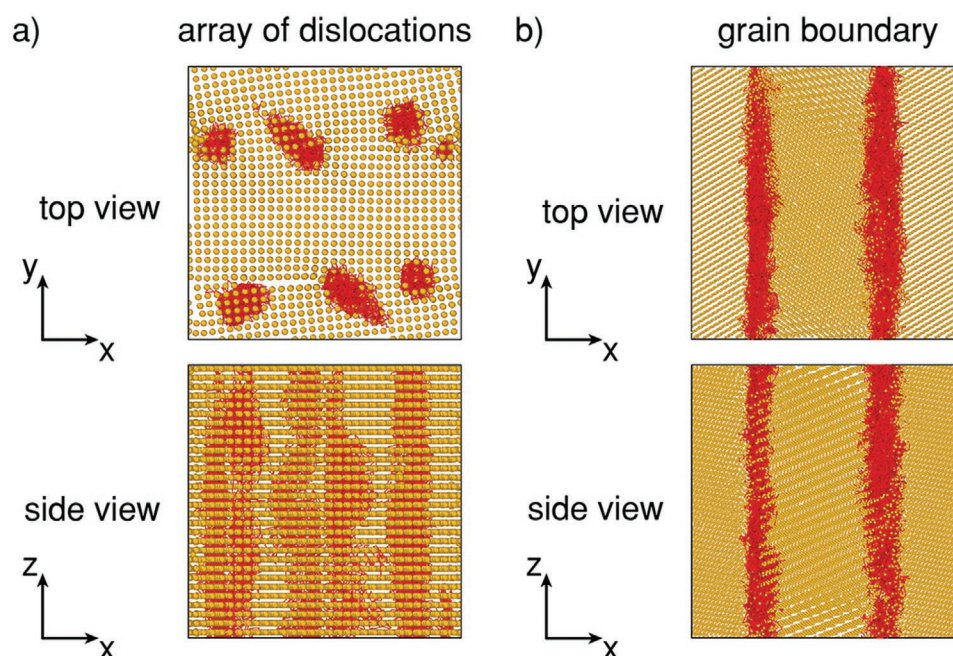 a)
array of dislocations
b)
grain boundary
top view
y
x
top view
y
x
side view
z
x
side view
z
x